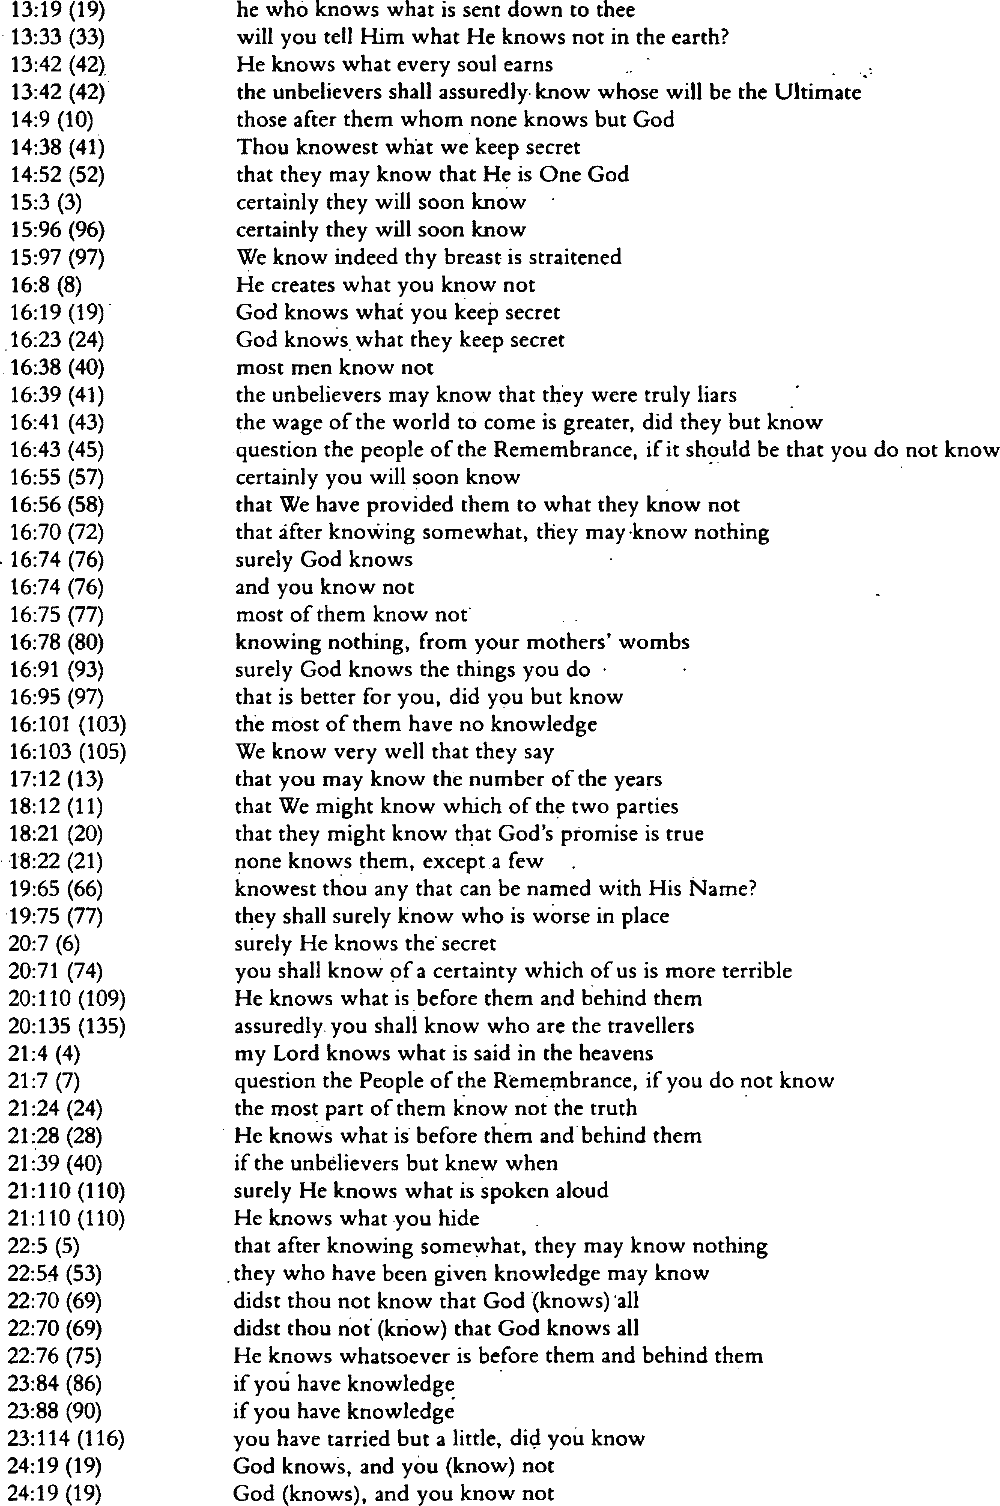 13:19 (19) he who knows what is sent down to thee
13:33 (33) will you tell Him what He knows not in the earth?
13:42 (42) He knows what every soul earns
13:42 (42) the unbelievers shall assuredly know whose will be the Ultimate
14:9 (10) those after them whom none knows but God
14:38 (41) Thou knowest what we keep secret
14:52 (52) that they may know that He is One God
15:3 (3) certainly they will soon know
15:96 (96) certainly they will soon know
15:97 (97) We know indeed thy breast is straitened
16:8 (8) He creates what you know not
16:19 (19) God knows what you keep secret
16:23 (24) God knows what they keep secret
16:38 (40) most men know not
16:39 (41) the unbelievers may know that they were truly liars
16:41 (43) the wage of the world to come is greater, did they but know
16:43 (45) question the people of the Remembrance, if it should be that you do not know
16:55 (57) certainly you will soon know
16:56 (58) that We have provided them to what they know not
16:70 (72) that after knowing somewhat, they may know nothing
16:74 (76) surely God knows
16:74 (76) and you know not
16:75 (77) most of them know not
16:78 (80) knowing nothing, from your mothers' wombs
16:91 (93) surely God knows the things you do
16:95 (97) that is better for you, did you but know
16:101 (103) the most of them have no knowledge
16:103 (105) We know very well that they say
17:12 (13) that you may know the number of the years
18:12 (11) that We might know which of the two parties
18:21 (20) that they might know that God's promise is true
18:22 (21) none knows them, except a few
19:65 (66) knowest thou any that can be named with His Name?
19:75 (77) they shall surely know who is worse in place
20:7 (6) surely He knows the secret
20:71 (74) you shall know of a certainty which of us is more terrible
20:110 (109) He knows what is before them and behind them
20:135 (135) assuredly you shall know who are the travellers
21:4 (4) my Lord knows what is said in the heavens
21:7 (7) question the People of the Remembrance, if you do not know
21:24 (24) the most part of them know not the truth
21:28 (28) He knows what is before them and behind them
21:39 (40) if the unbelievers but knew when
21:110 (110) surely He knows what is spoken aloud
21:110 (110) He knows what you hide
22:5 (5) that after knowing somewhat, they may know nothing
22:54 (53) they who have been given knowledge may know
22:70 (69) didst thou not know that God (knows) all
22:70 (69) didst thou not (know) that God knows all
22:76 (75) He knows whatsoever is before them and behind them
23:84 (86) if you have knowledge
23:88 (90) if you have knowledge
23:114 (116) you have tarried but a little, did you know
24:19 (19) God knows, and you (know) not
24:19 (19) God (knows), and you know not